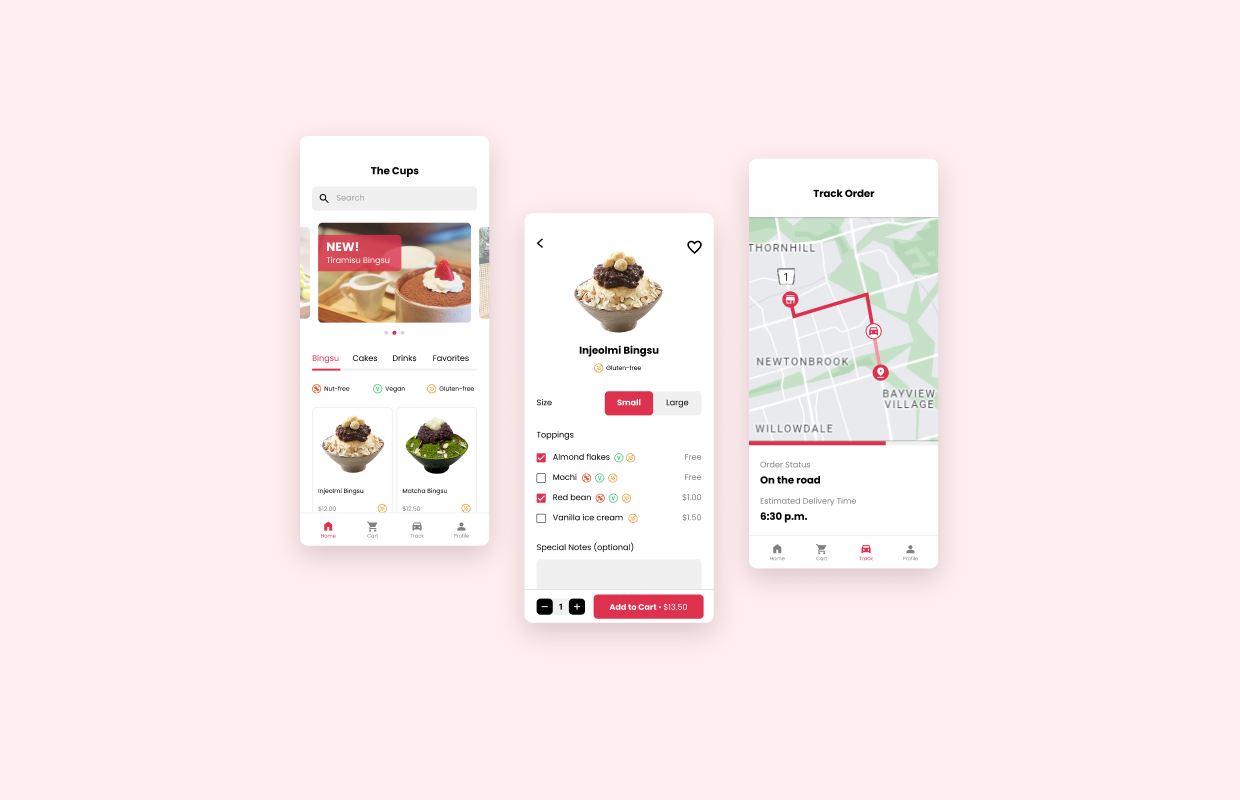 The Cups
Search
NEW!
Tiramisu Bingsu
Bingsu Cakes Drinks Favorites
Nut-free V Vegan Gluten-free
Injeolmi Bingsu
$12.00
Matcha Bingsu
$12.50
Home Cart Track Profile
Injeolmi Bingsu
Gluten-free
Size Small Large
Toppings
Almond flakes V Free
Mochi V Free
Red bean V $1.00
Vanilla ice cream $1.50
Special Notes (optional)
− 1 + Add to Cart • $13.50
Track Order
THORNHILL
1
NEWTONBROOK
BAYVIEW
VILLAGE
WILLOWDALE
Order Status
On the road
Estimated Delivery Time
6:30 p.m.
Home Cart Track Profile